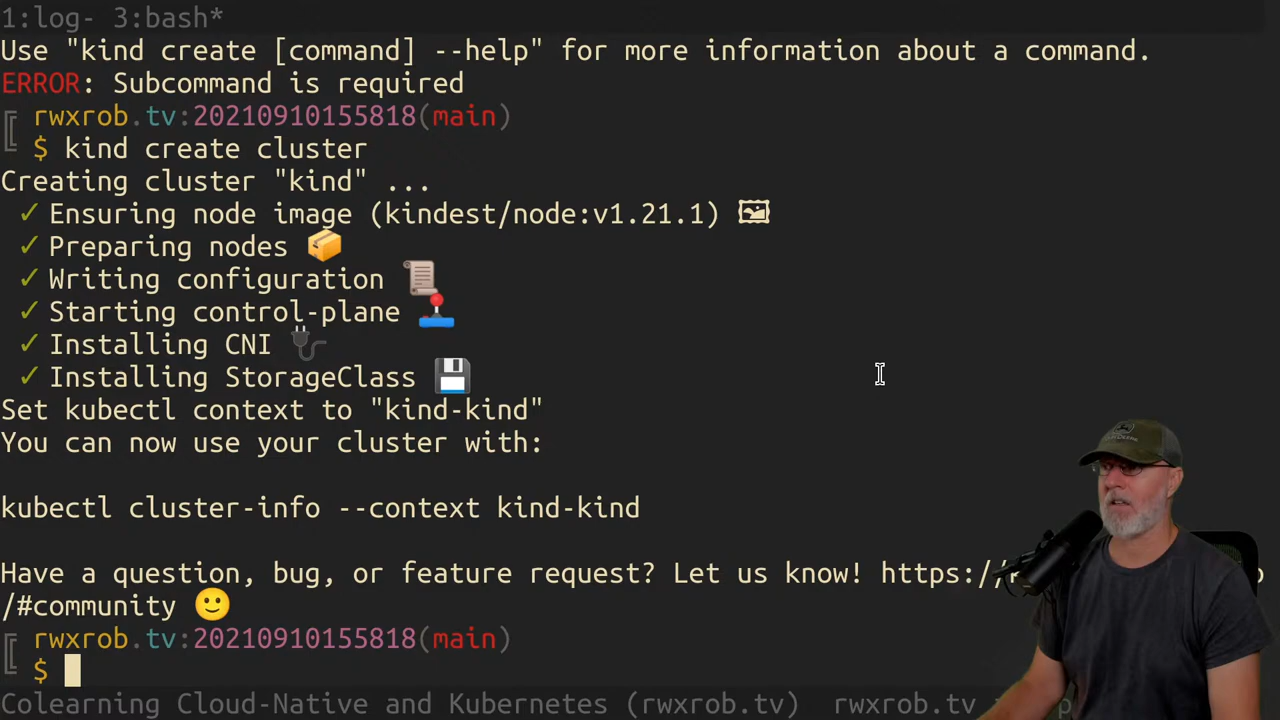 1:log- 3:bash*
Use "kind create [command] --help" for more information about a command.
ERROR: Subcommand is required
rwxrob.tv:20210910155818(main)
$ kind create cluster
Creating cluster "kind" ...
✓ Ensuring node image (kindest/node:v1.21.1) 🖼
✓ Preparing nodes 📦
✓ Writing configuration 📜
✓ Starting control-plane 🕹️
✓ Installing CNI 🔌
✓ Installing StorageClass 💾
Set kubectl context to "kind-kind"
You can now use your cluster with:
kubectl cluster-info --context kind-kind
Have a question, bug, or feature request? Let us know! https://
/#community 🙂
rwxrob.tv:20210910155818(main)
$
Colearning Cloud-Native and Kubernetes (rwxrob.tv) rwxrob.tv